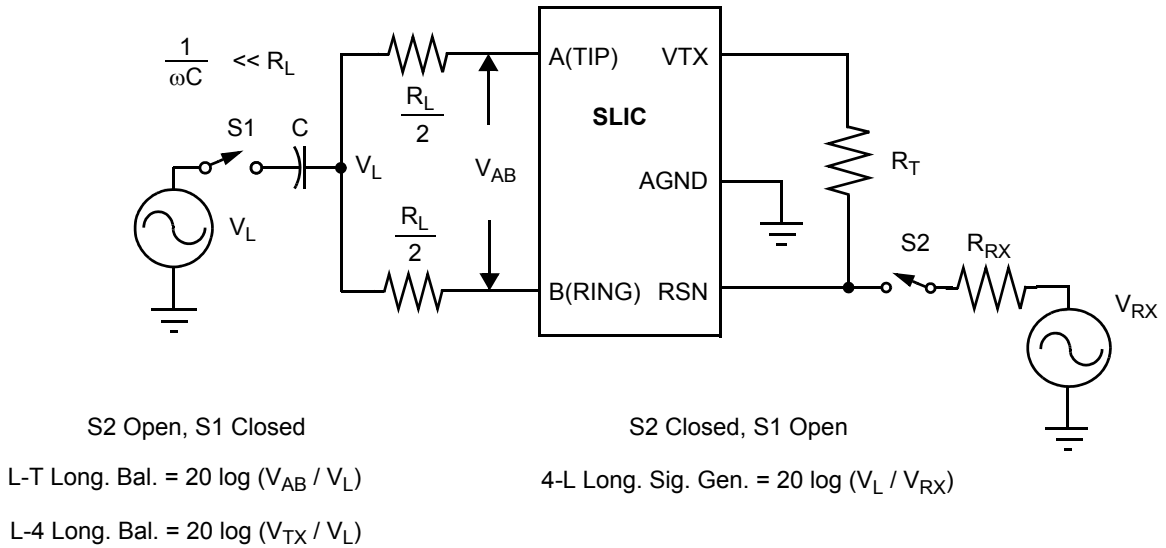 1
ωC
<< R_L
S1
C
V_L
V_L
R_L
2
R_L
2
V_AB
A(TIP)
VTX
SLIC
AGND
B(RING)
RSN
R_T
S2
R_RX
V_RX
S2 Open, S1 Closed
S2 Closed, S1 Open
L-T Long. Bal. = 20 log (V_AB / V_L)
4-L Long. Sig. Gen. = 20 log (V_L / V_RX)
L-4 Long. Bal. = 20 log (V_TX / V_L)